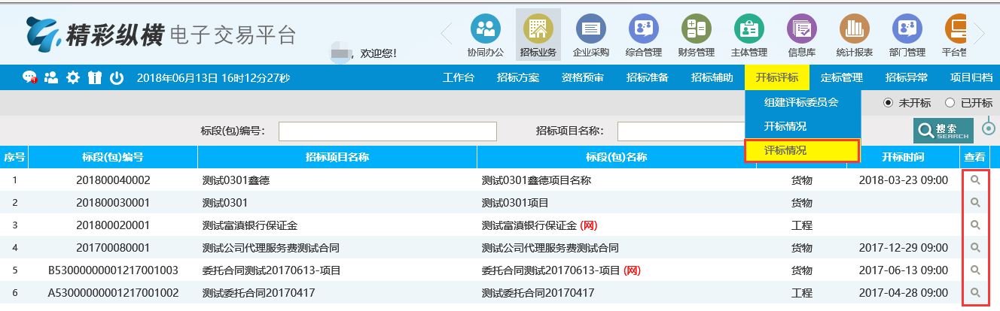 精彩纵横 电子交易平台
，欢迎您！
协同办公 招标业务 企业采购 综合管理 财务管理 主体管理 信息库 统计报表 部门管理 平台管
2018年06月13日 16时12分27秒 工作台 招标方案 资格预审 招标准备 招标辅助 开标评标 定标管理 招标异常 项目归档
组建评标委员会 未开标 已开标
开标情况
评标情况
标段(包)编号： 招标项目名称： 搜索 SEARCH
序号 标段(包)编号 招标项目名称 标段(包)名称 开标时间 查看
1 201800040002 测试0301鑫德 测试0301鑫德项目名称 货物 2018-03-23 09:00
2 201800030001 测试0301 测试0301项目 货物
3 201800020001 测试富滇银行保证金 测试富滇银行保证金 (网) 工程
4 201700080001 测试公司代理服务费测试合同 测试公司代理服务费测试合同 货物 2017-12-29 09:00
5 B53000000001217001003 委托合同测试20170613-项目 委托合同测试20170613-项目 (网) 货物 2017-06-13 09:00
6 A53000000001217001002 测试委托合同20170417 测试委托合同20170417 工程 2017-04-28 09:00